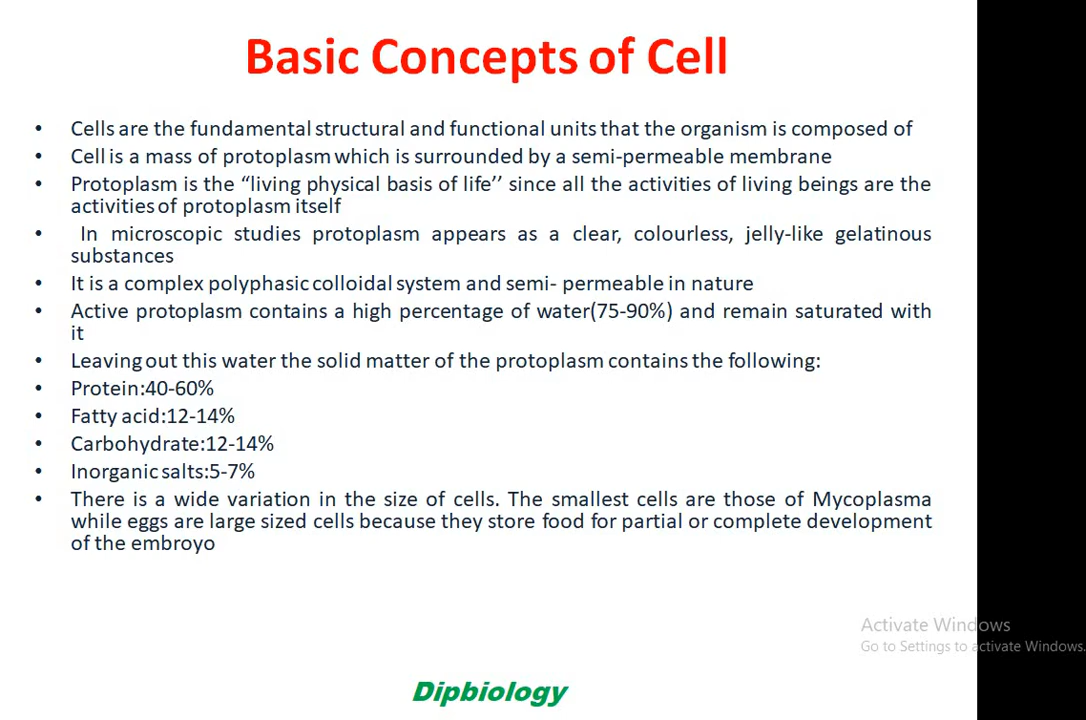 Basic Concepts of Cell
• Cells are the fundamental structural and functional units that the organism is composed of
• Cell is a mass of protoplasm which is surrounded by a semi-permeable membrane
• Protoplasm is the “living physical basis of life’’ since all the activities of living beings are the
activities of protoplasm itself
• In microscopic studies protoplasm appears as a clear, colourless, jelly-like gelatinous
substances
• It is a complex polyphasic colloidal system and semi- permeable in nature
• Active protoplasm contains a high percentage of water(75-90%) and remain saturated with
it
• Leaving out this water the solid matter of the protoplasm contains the following:
• Protein:40-60%
• Fatty acid:12-14%
• Carbohydrate:12-14%
• Inorganic salts:5-7%
• There is a wide variation in the size of cells. The smallest cells are those of Mycoplasma
while eggs are large sized cells because they store food for partial or complete development
of the embroyo
Activate Windows
Go to Settings to activate Windows.
Dipbiology